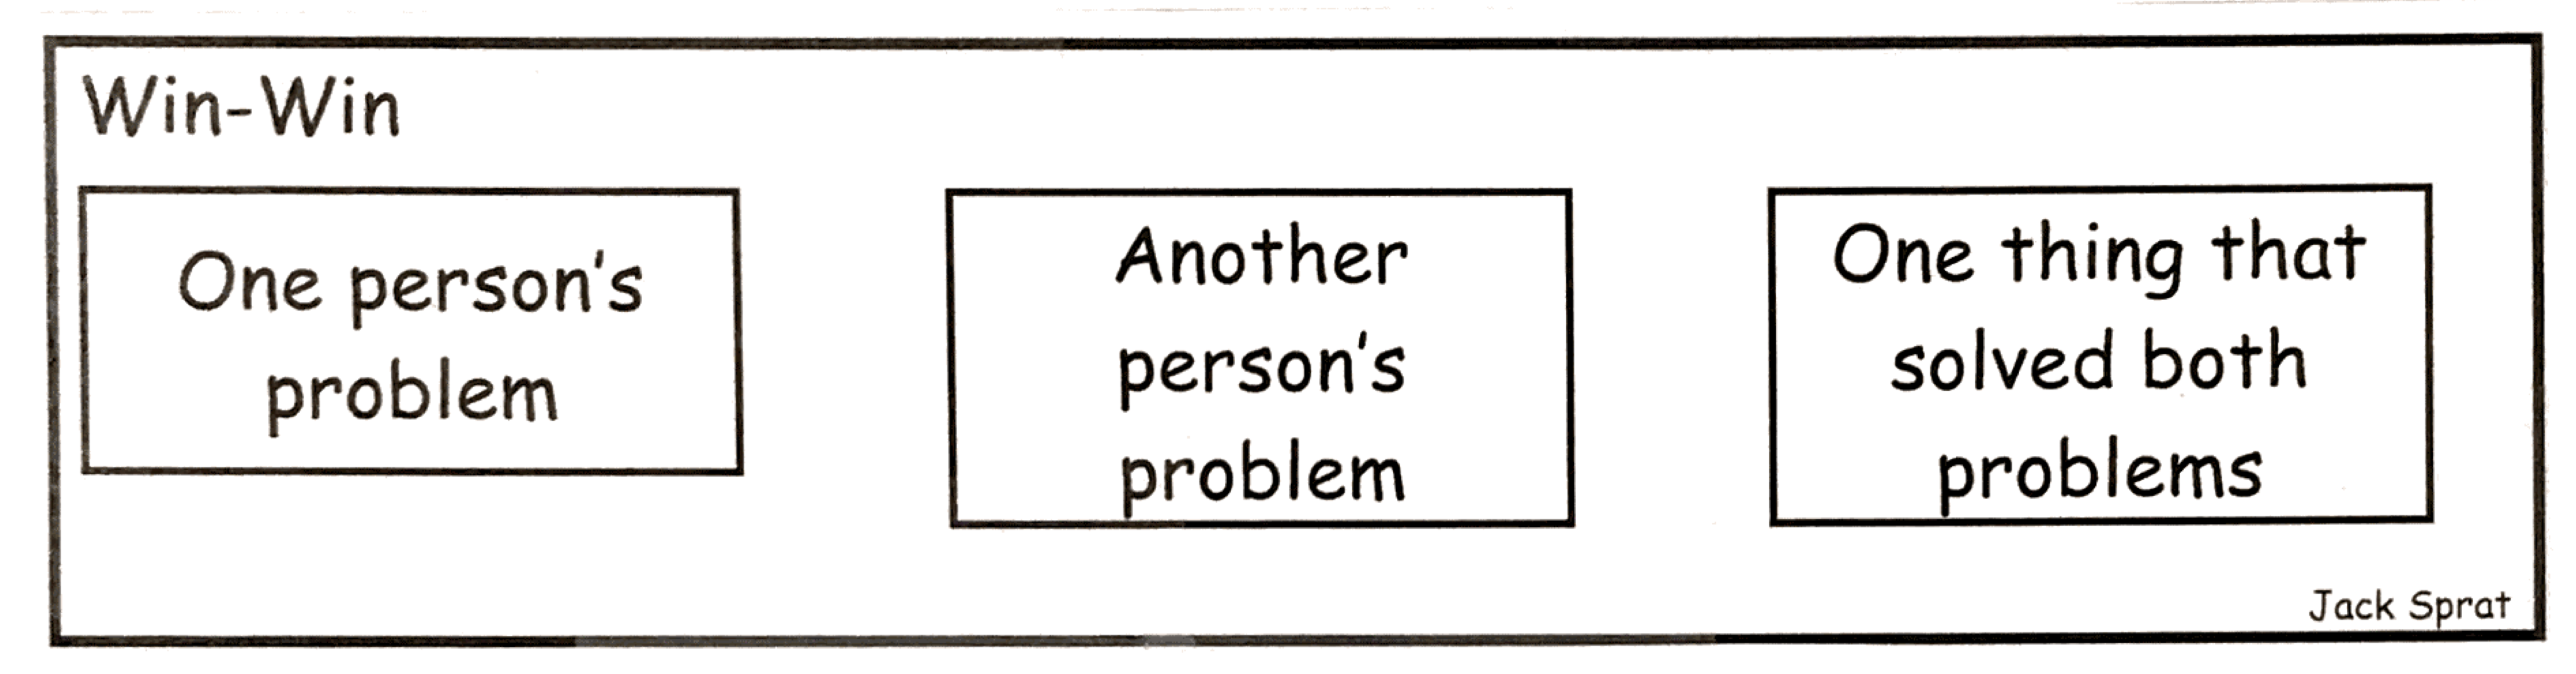 Win-Win
One person's
problem
Another
person's
problem
One thing that
solved both
problems
Jack Sprat